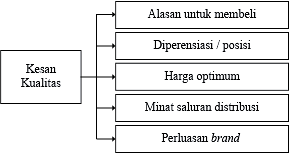 Kesan
Kualitas
Alasan untuk membeli
Diperensiasi / posisi
Harga optimum
Minat saluran distribusi
Perluasan brand